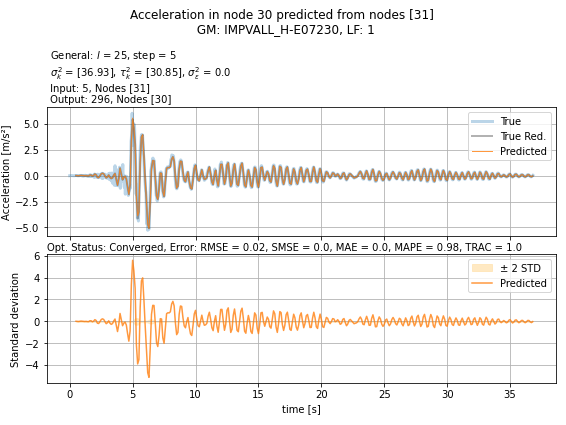 Acceleration in node 30 predicted from nodes [31]
GM: IMPVALL_H-E07230, LF: 1
General: l = 25, step = 5
σ²ₖ = [36.93], τ²ₖ = [30.85], σ²ε = 0.0
Input: 5, Nodes [31]
Output: 296, Nodes [30]
Acceleration [m/s²]
5.0
2.5
0.0
−2.5
−5.0
True
True Red.
Predicted
Opt. Status: Converged, Error: RMSE = 0.02, SMSE = 0.0, MAE = 0.0, MAPE = 0.98, TRAC = 1.0
Standard deviation
6
4
2
0
−2
−4
± 2 STD
Predicted
0 5 10 15 20 25 30 35
time [s]